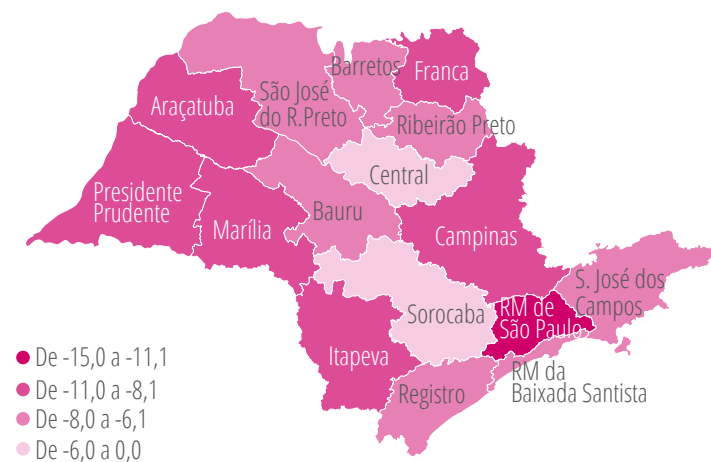 Barretos
Franca
São José
do R.Preto
Araçatuba
Ribeirão Preto
Central
Presidente
Prudente
Bauru
Marília
Campinas
S. José dos
Campos
RM de
São Paulo
Sorocaba
Itapeva
RM da
Baixada Santista
Registro
De -15,0 a -11,1
De -11,0 a -8,1
De -8,0 a -6,1
De -6,0 a 0,0